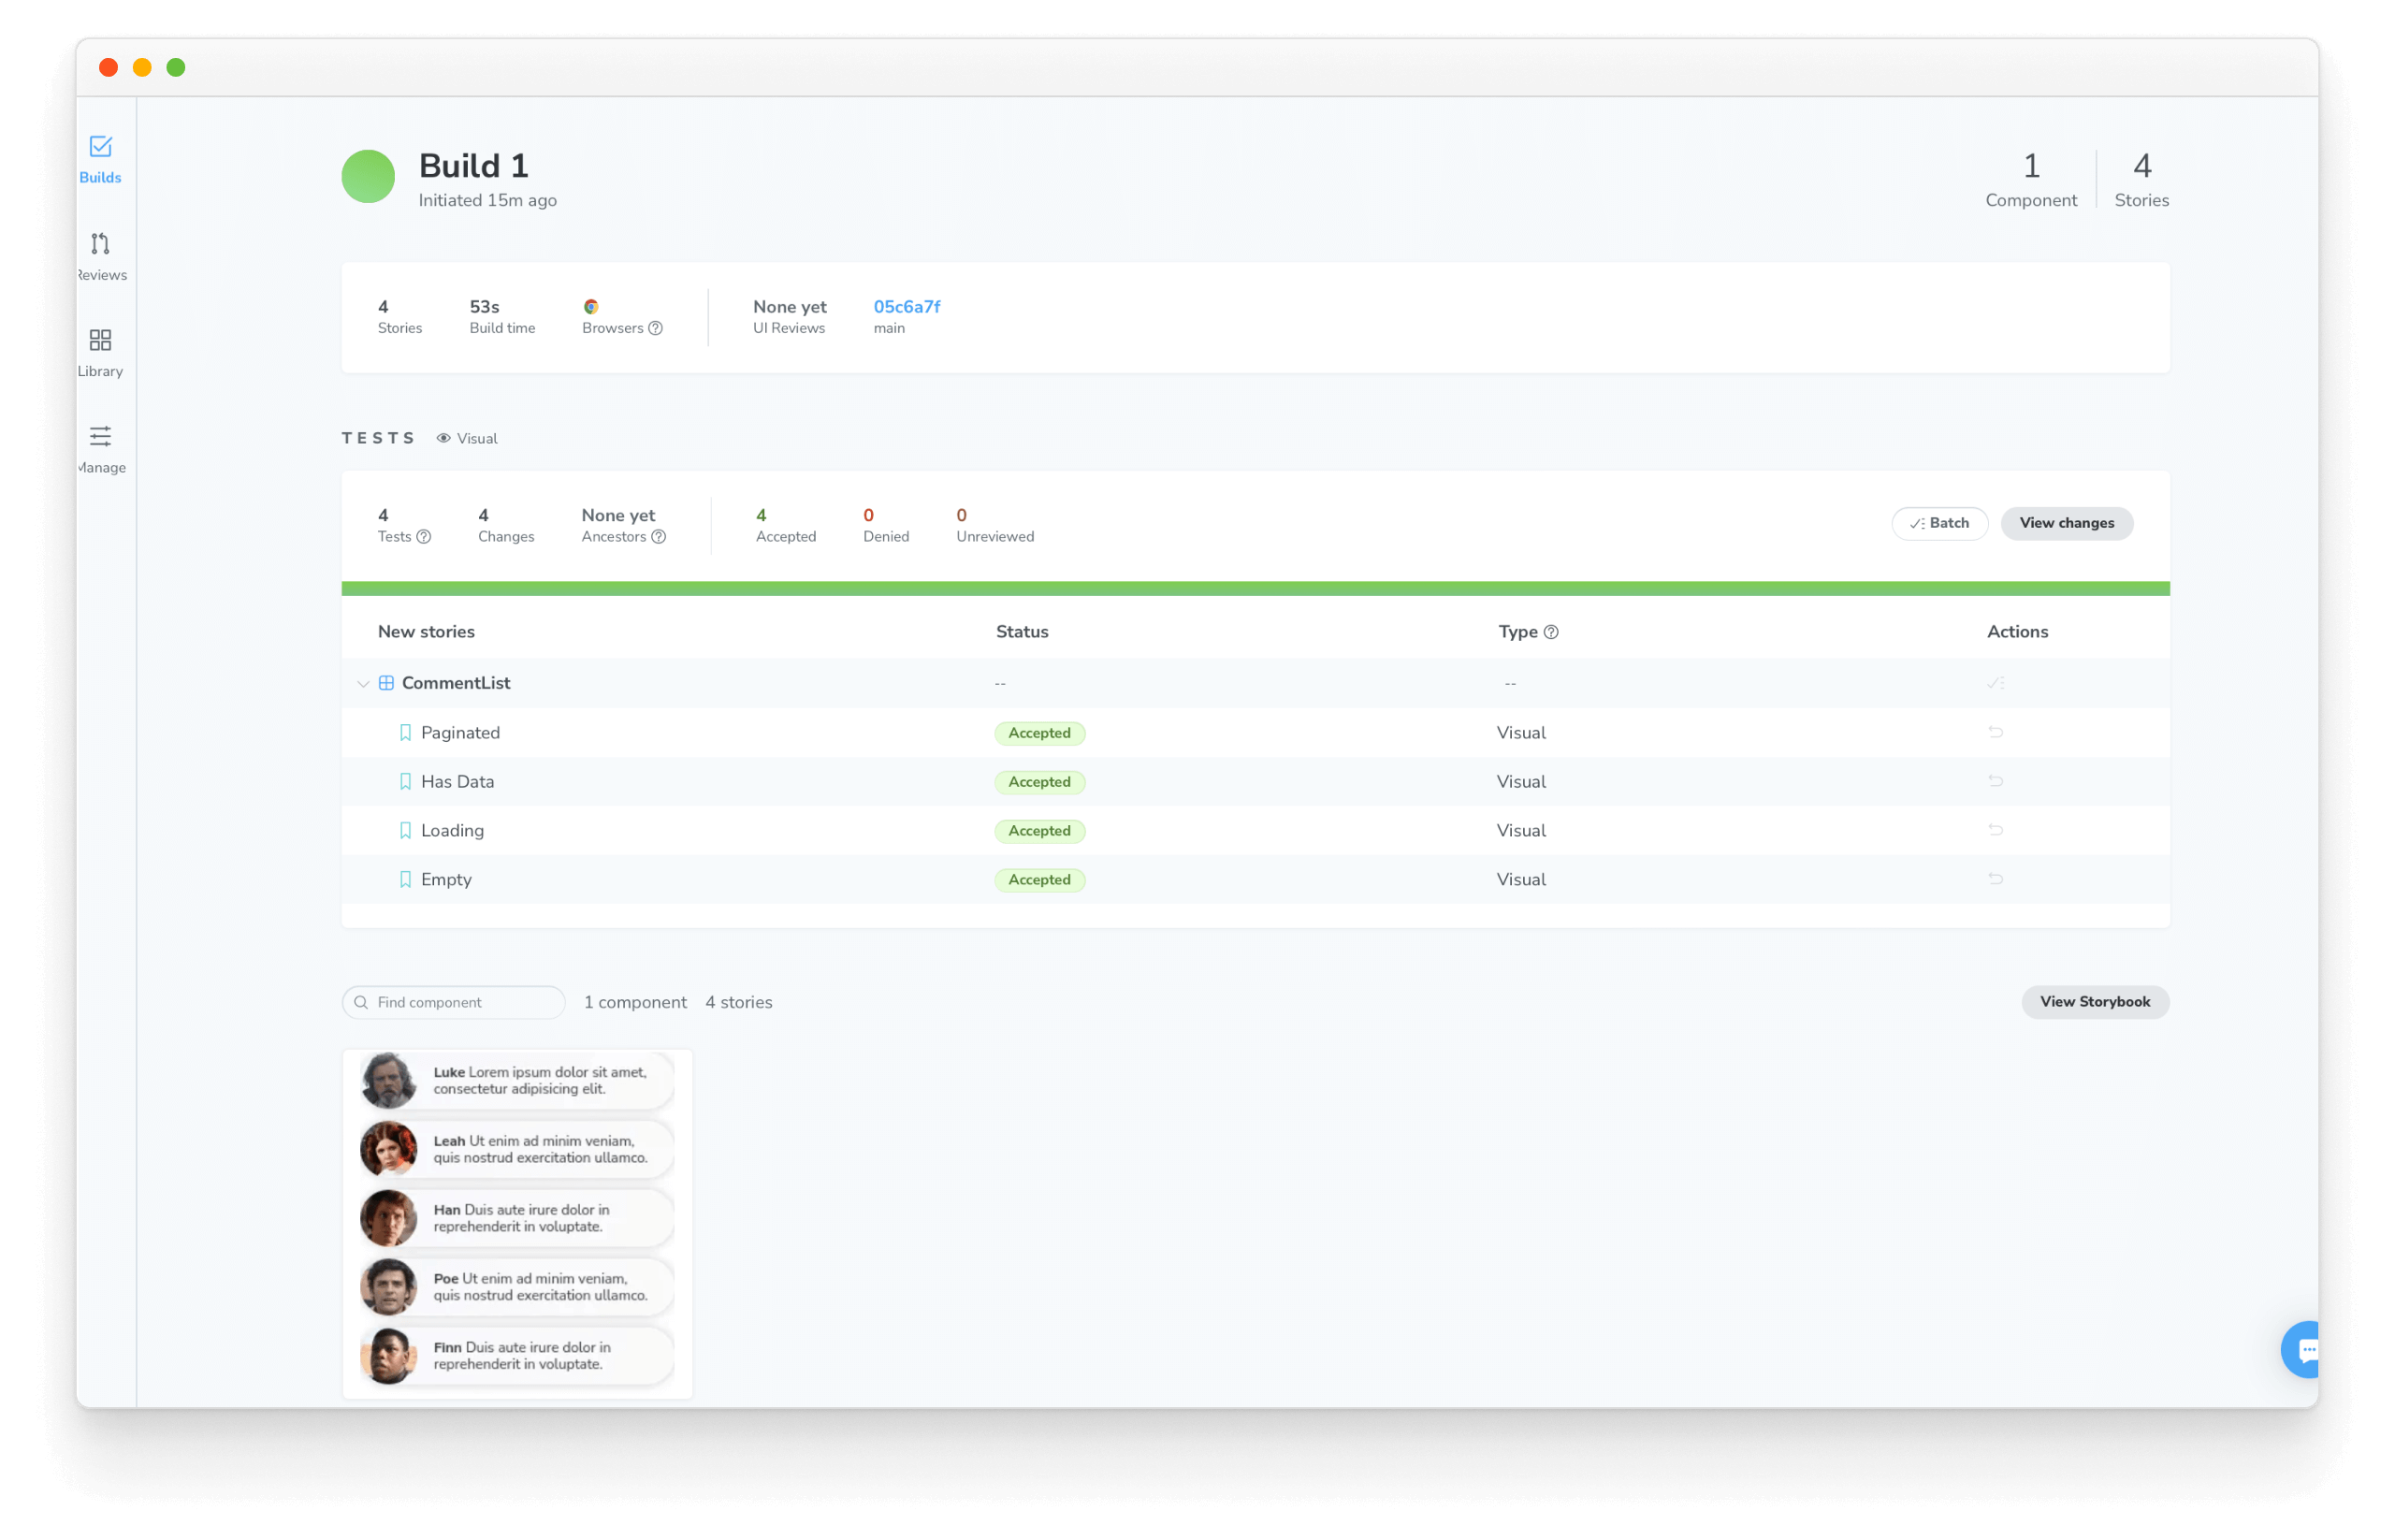 Builds
Reviews
Library
Manage
Build 1
Initiated 15m ago
1
Component
4
Stories
4
Stories
53s
Build time
Browsers
None yet
UI Reviews
05c6a7f
main
TESTS Visual
4
Tests
4
Changes
None yet
Ancestors
4
Accepted
0
Denied
0
Unreviewed
Batch
View changes
New stories Status Type Actions
CommentList -- --
Paginated Accepted Visual
Has Data Accepted Visual
Loading Accepted Visual
Empty Accepted Visual
Find component 1 component 4 stories View Storybook
Luke Lorem ipsum dolor sit amet,
consectetur adipisicing elit.
Leah Ut enim ad minim veniam,
quis nostrud exercitation ullamco.
Han Duis aute irure dolor in
reprehenderit in voluptate.
Poe Ut enim ad minim veniam,
quis nostrud exercitation ullamco.
Finn Duis aute irure dolor in
reprehenderit in voluptate.